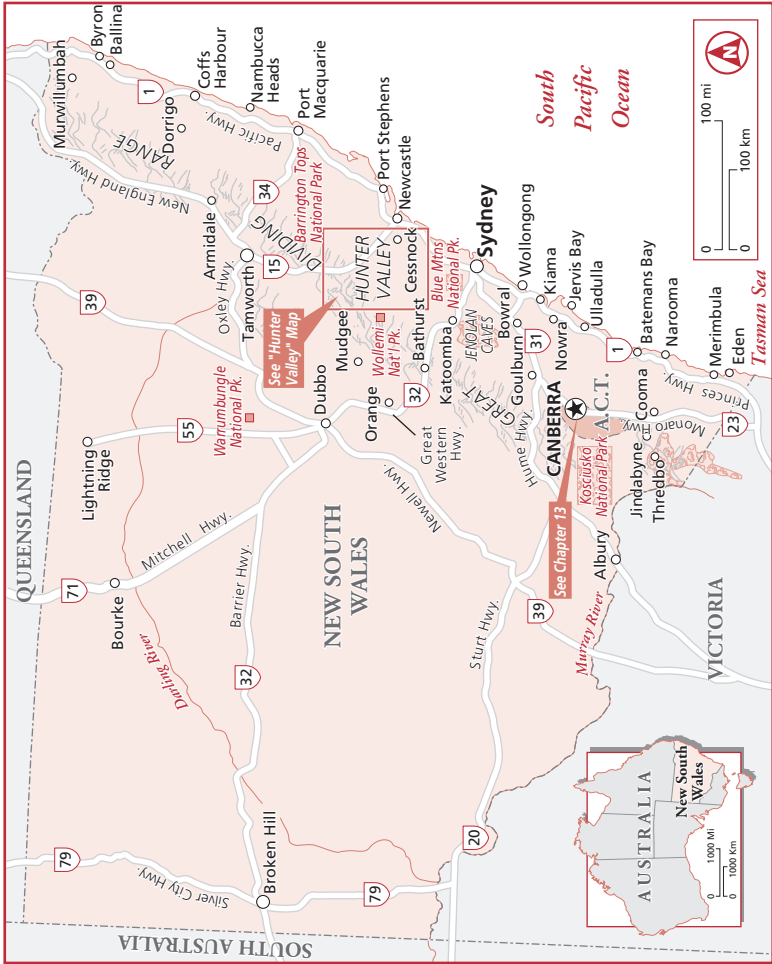 QUEENSLAND
SOUTH AUSTRALIA
NEW SOUTH
WALES
VICTORIA
A.C.T.
South
Pacific
Ocean
Tasman Sea
N
0
100 mi
0
100 km
Murwillumbah
Byron
Ballina
Coffs
Harbour
Nambucca
Heads
Port
Macquarie
Dorrigo
Pacific Hwy.
1
RANGE
New England Hwy.
Armidale
34
DIVIDING
Barrington Tops
National Park
15
Tamworth
Oxley Hwy.
39
Port Stephens
Newcastle
HUNTER
VALLEY
Cessnock
See "Hunter
Valley" Map
Mudgee
Wollemi
Nat'l Pk.
Blue Mtns
National Pk.
Sydney
Bathurst
Katoomba
JENOLAN
CAVES
32
Orange
Great
Western
Hwy.
Dubbo
Warrumbungle
National Pk.
55
Lightning
Ridge
Wollongong
Kiama
Jervis Bay
Ulladulla
Bowral
31
Nowra
Goulburn
GREAT
Hume Hwy.
CANBERRA
1
Batemans Bay
Narooma
Merimbula
Eden
Princes Hwy.
Cooma
Monaro
Hwy.
23
Kosciusko
National Park
Jindabyne
Thredbo
See Chapter 13
Albury
Murray River
Newell Hwy.
39
Sturt Hwy.
20
71
Bourke
Mitchell Hwy.
Barrier Hwy.
32
Darling River
Broken Hill
79
Silver City Hwy.
79
AUSTRALIA
New South
Wales
0
1000 Mi
0
1000 Km